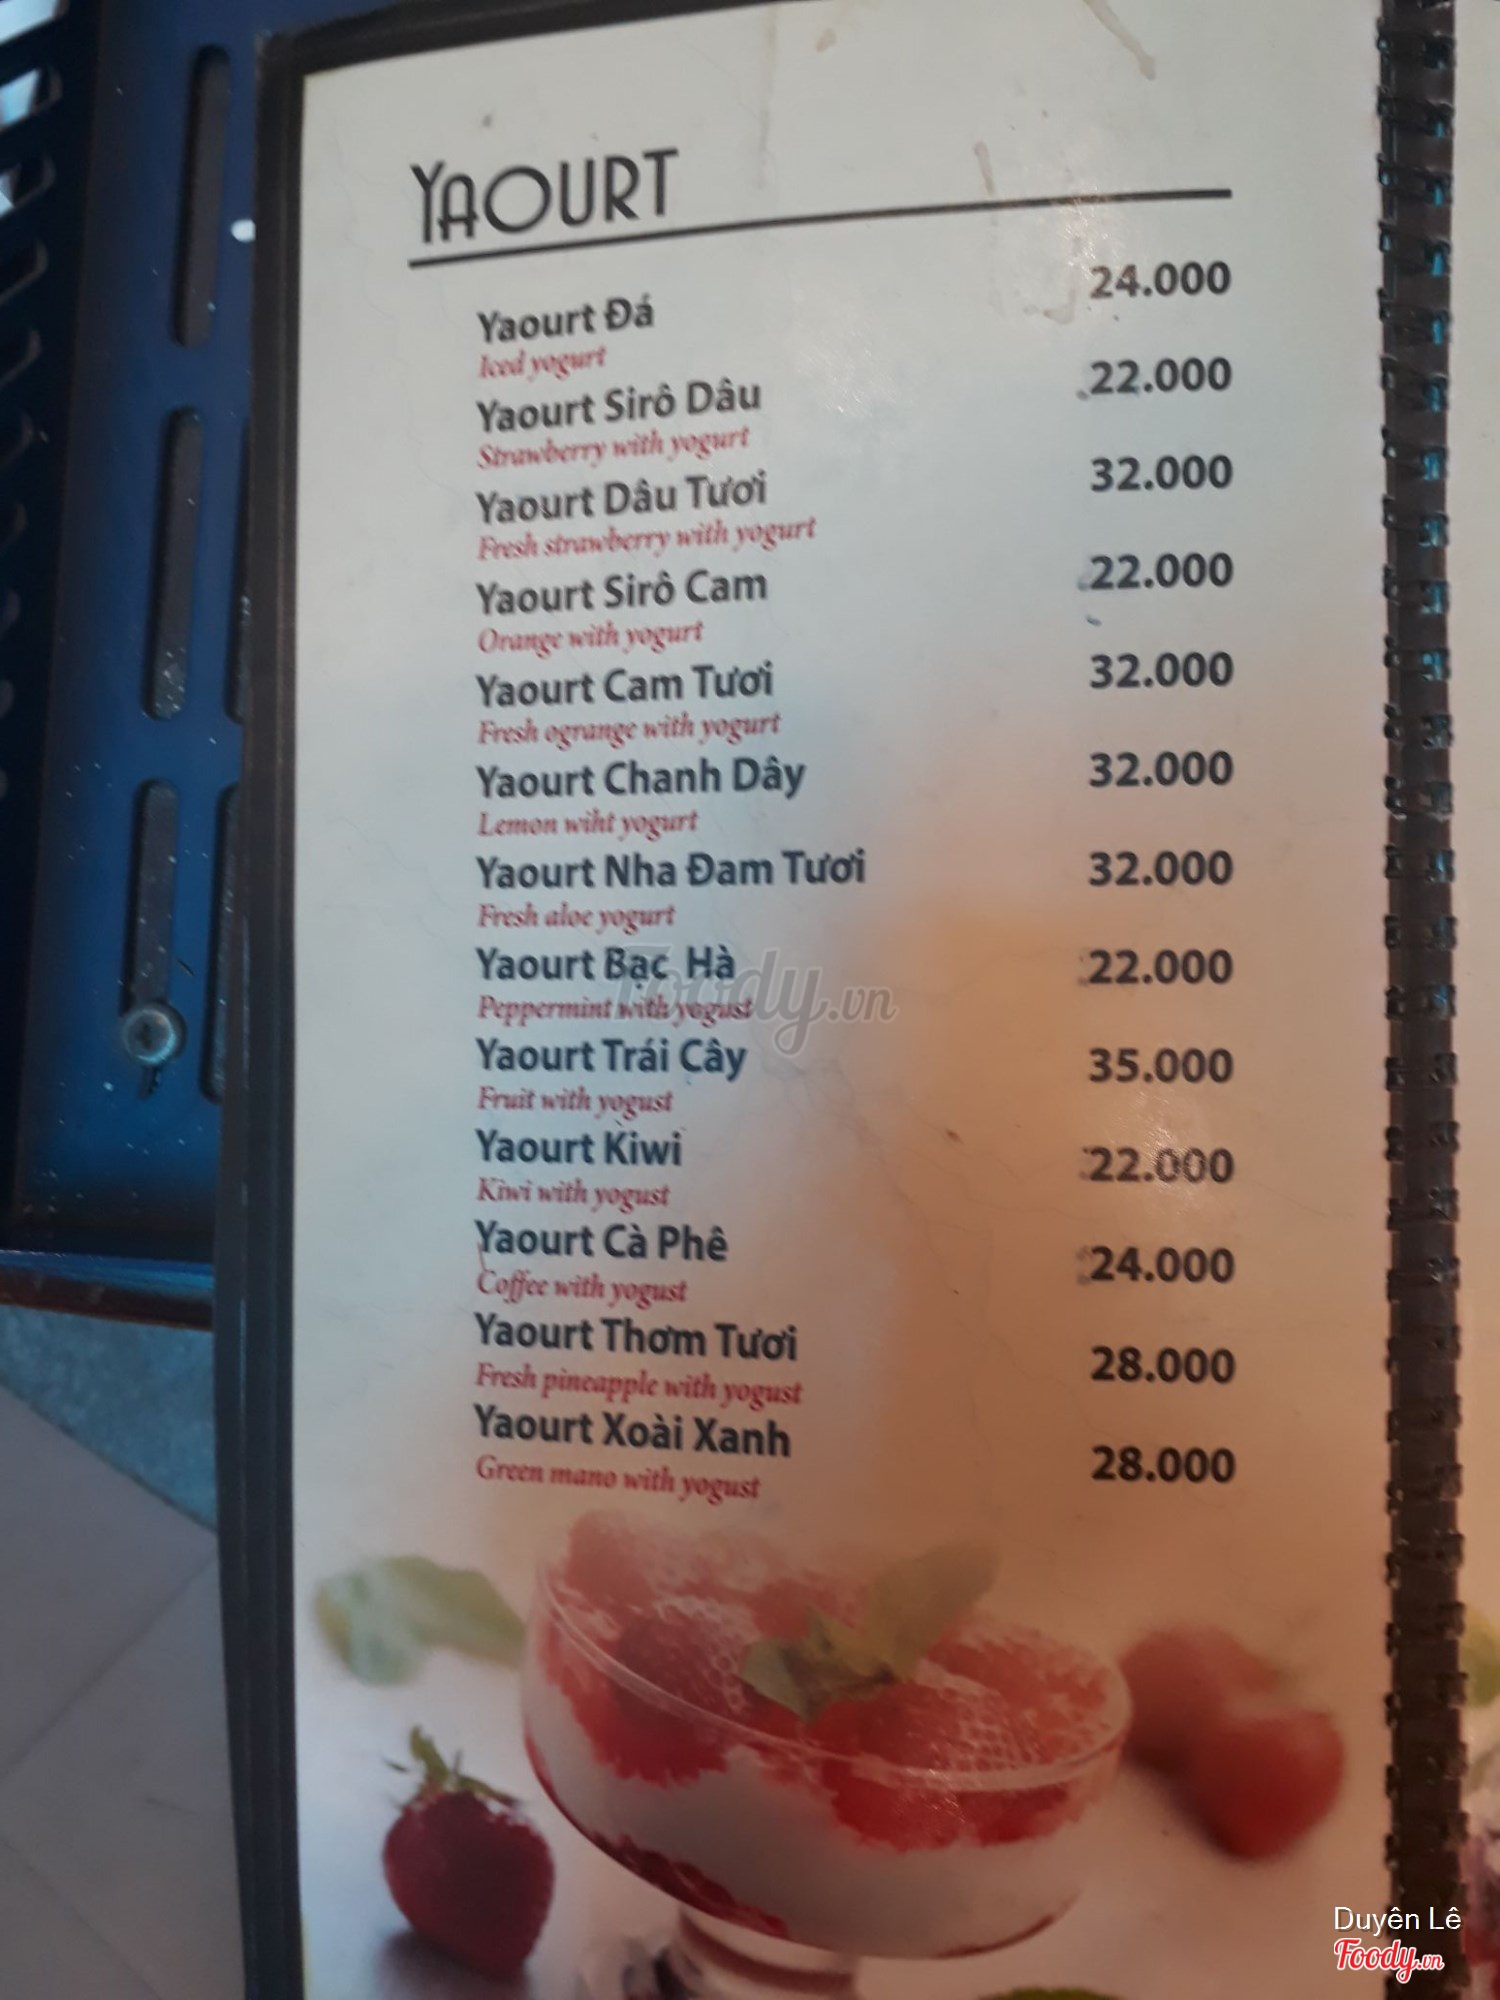 YAOURT
Yaourt Đá 24.000
Iced yogurt
Yaourt Sirô Dâu 22.000
Strawberry with yogurt
Yaourt Dâu Tươi 32.000
Fresh strawberry with yogurt
Yaourt Sirô Cam 22.000
Orange with yogurt
Yaourt Cam Tươi 32.000
Fresh ogrange with yogurt
Yaourt Chanh Dây 32.000
Lemon wiht yogurt
Yaourt Nha Đam Tươi 32.000
Fresh aloe yogurt
Yaourt Bạc Hà 22.000
Peppermint with yogust
Yaourt Trái Cây 35.000
Fruit with yogust
Yaourt Kiwi 22.000
Kiwi with yogust
Yaourt Cà Phê 24.000
Coffee with yogust
Yaourt Thơm Tươi 28.000
Fresh pineapple with yogust
Yaourt Xoài Xanh 28.000
Green mano with yogust
Foody.vn
Duyên Lê
Foody.vn